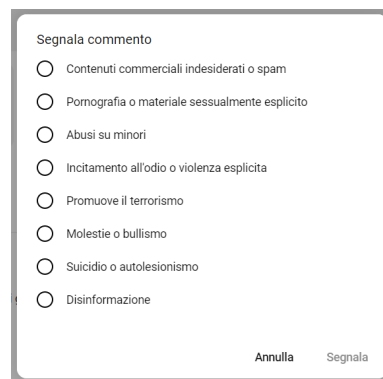 Segnala commento
Contenuti commerciali indesiderati o spam
Pornografia o materiale sessualmente esplicito
Abusi su minori
Incitamento all'odio o violenza esplicita
Promuove il terrorismo
Molestie o bullismo
Suicidio o autolesionismo
Disinformazione
Annulla Segnala